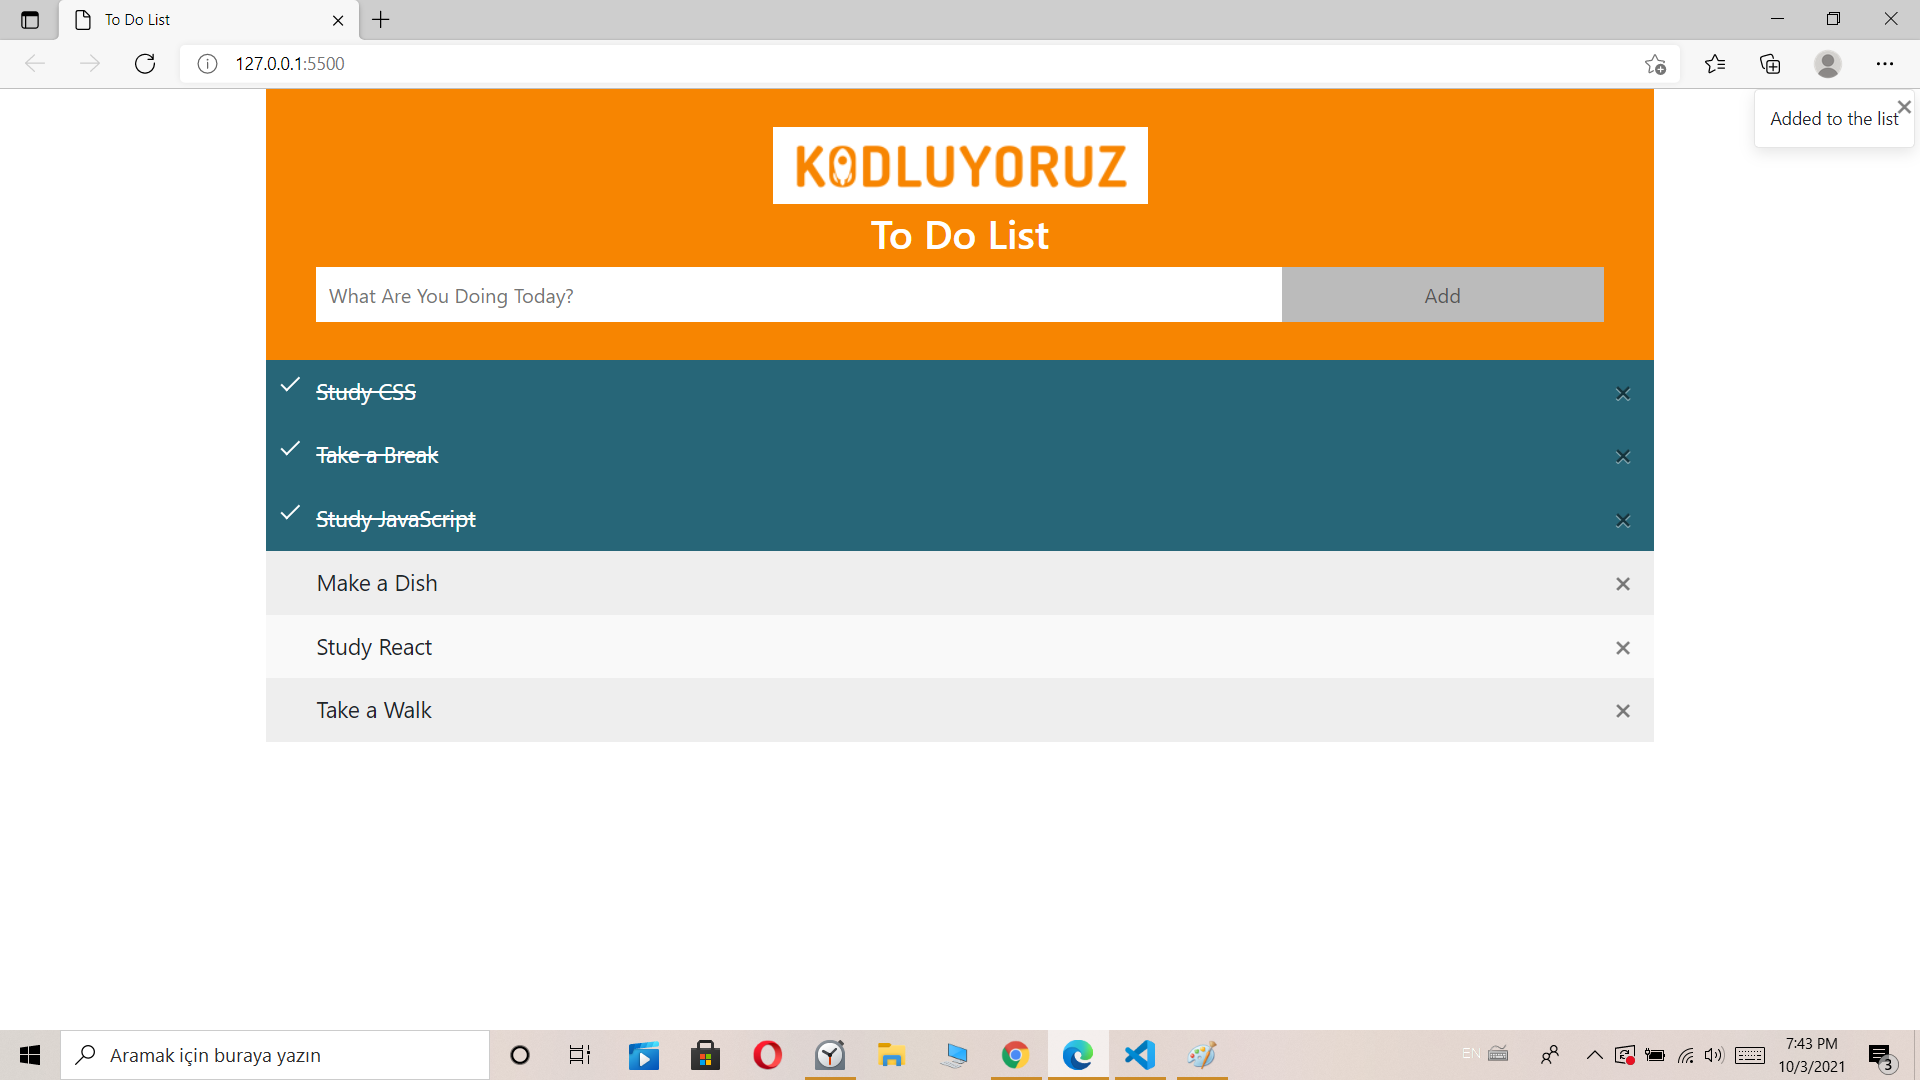 To Do List
127.0.0.1:5500
Added to the list
KODLUYORUZ
To Do List
What Are You Doing Today?
Add
Study CSS
Take a Break
Study JavaScript
Make a Dish
Study React
Take a Walk
Aramak için buraya yazın
EN
7:43 PM
10/3/2021
3